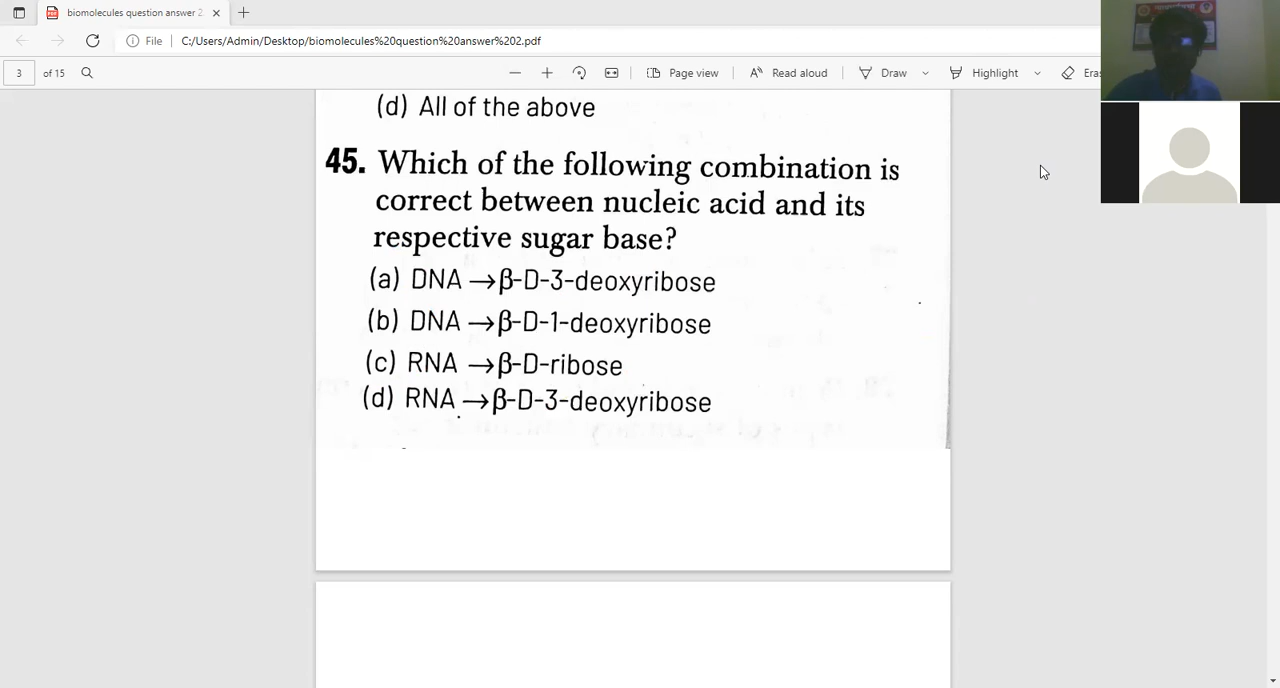 biomolecules question answer 2.
File
C:/Users/Admin/Desktop/biomolecules%20question%20answer%202.pdf
3 of 15
Page view
Read aloud
Draw
Highlight
(d) All of the above
45. Which of the following combination is
correct between nucleic acid and its
respective sugar base?
(a) DNA →β-D-3-deoxyribose
(b) DNA →β-D-1-deoxyribose
(c) RNA →β-D-ribose
(d) RNA →β-D-3-deoxyribose